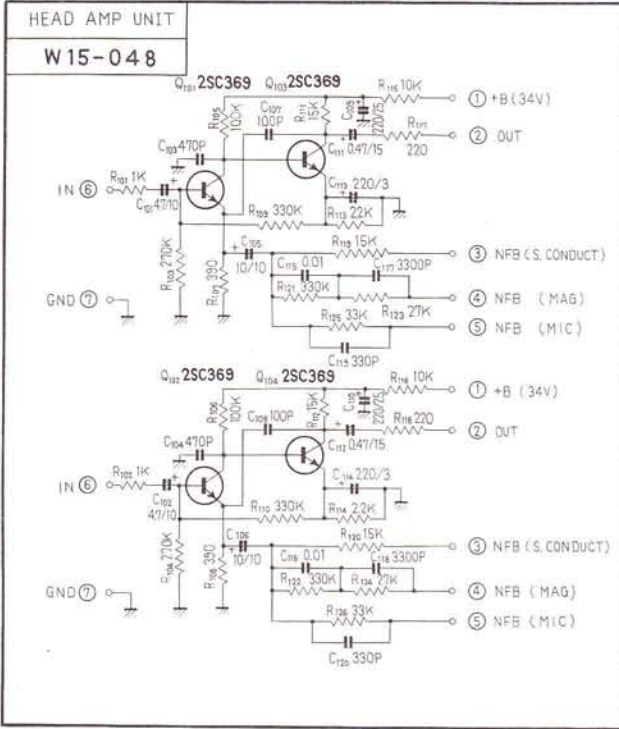 HEAD AMP UNIT
W15-048
Q101 2SC369 Q103 2SC369
R115 10K
① +B (34V)
R105 100K
C107 100P
R111 15K
C109 220/25
R117 220
② OUT
C103 470P
C111 0.47/15
IN ⑥
R101 1K
C101 4.7/10
C113 220/3
R109 330K
R113 2.2K
R103 270K
R107 390
C105 10/10
R119 15K
③ NFB (S. CONDUCT)
C115 0.01
C117 3300P
R121 330K
R123 27K
④ NFB (MAG)
GND ⑦
R125 33K
⑤ NFB (MIC)
C119 330P
Q102 2SC369 Q104 2SC369
R116 10K
① +B (34V)
R106 100K
C108 100P
R112 15K
C110 220/25
R118 220
② OUT
C104 470P
C112 0.47/15
IN ⑥
R102 1K
C102 4.7/10
C114 220/3
R110 330K
R114 2.2K
R104 270K
R108 390
C106 10/10
R120 15K
③ NFB (S. CONDUCT)
C116 0.01
C118 3300P
R122 330K
R124 27K
④ NFB (MAG)
GND ⑦
R126 33K
⑤ NFB (MIC)
C120 330P